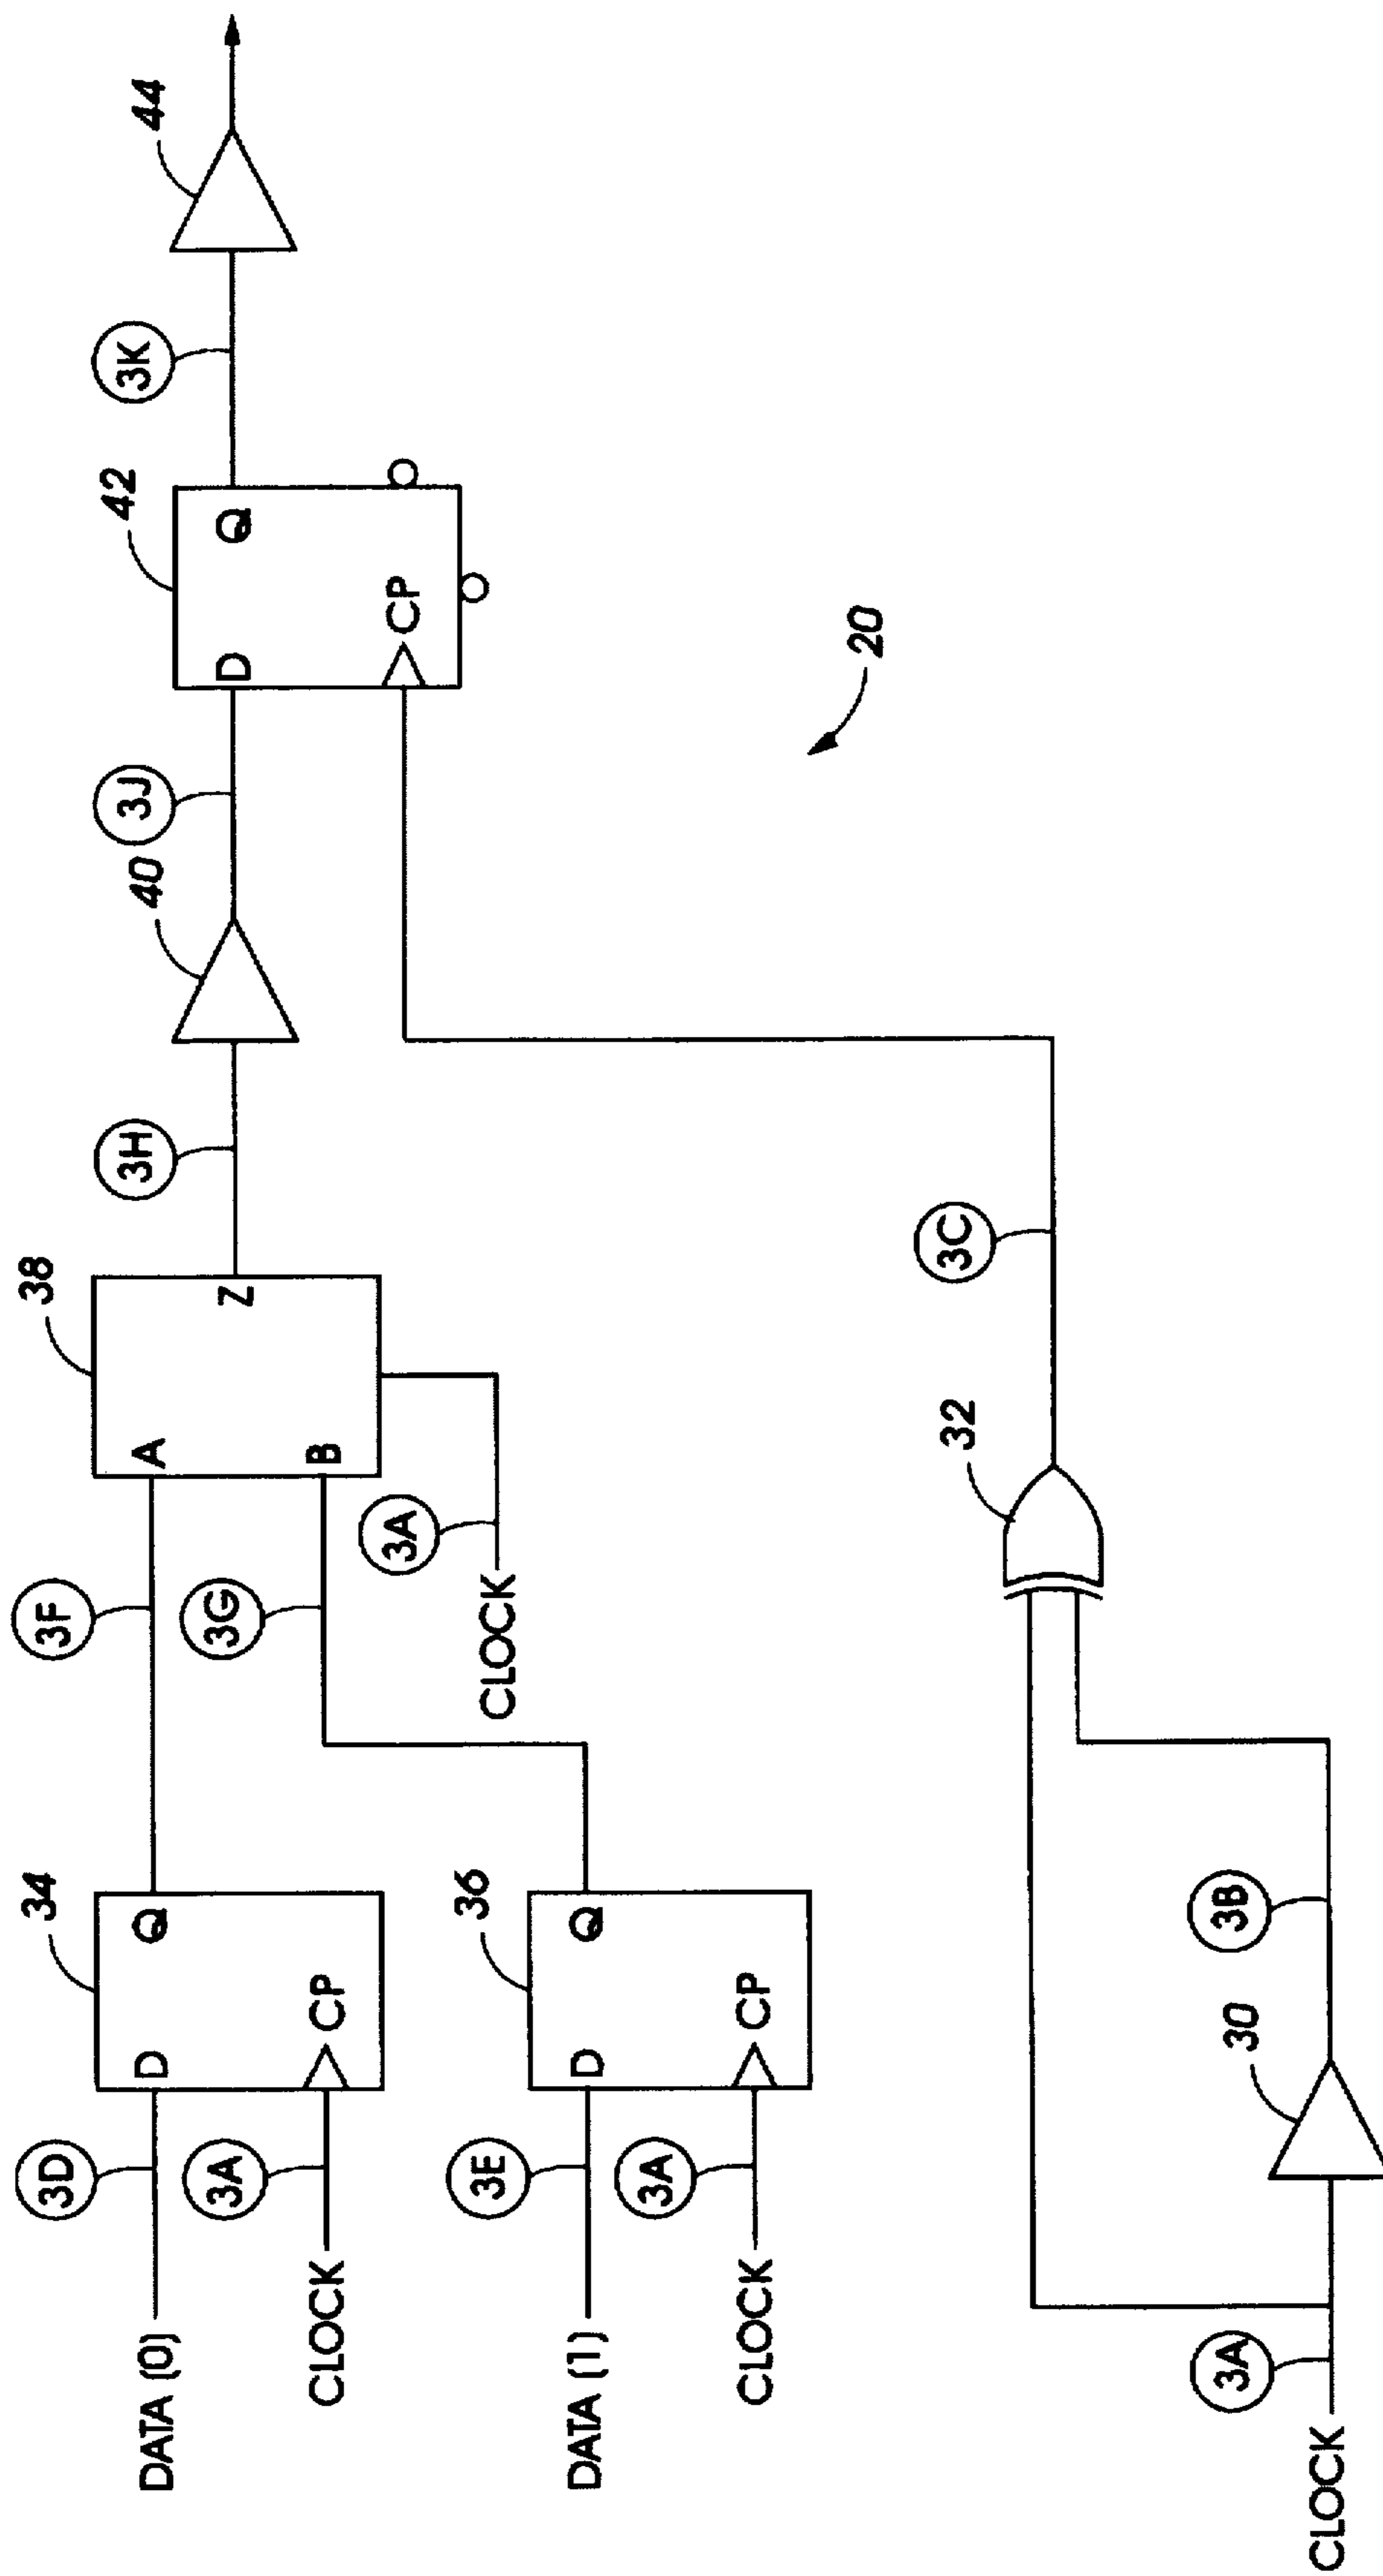 DATA (0)
3D
D
Q
34
CLOCK
3A
CP
3F
A
38
Z
3H
40
3J
D
42
Q
CP
3K
44
DATA (1)
3E
D
Q
36
CLOCK
3A
CP
3G
B
CLOCK
3A
20
CLOCK
3A
30
3B
32
3C